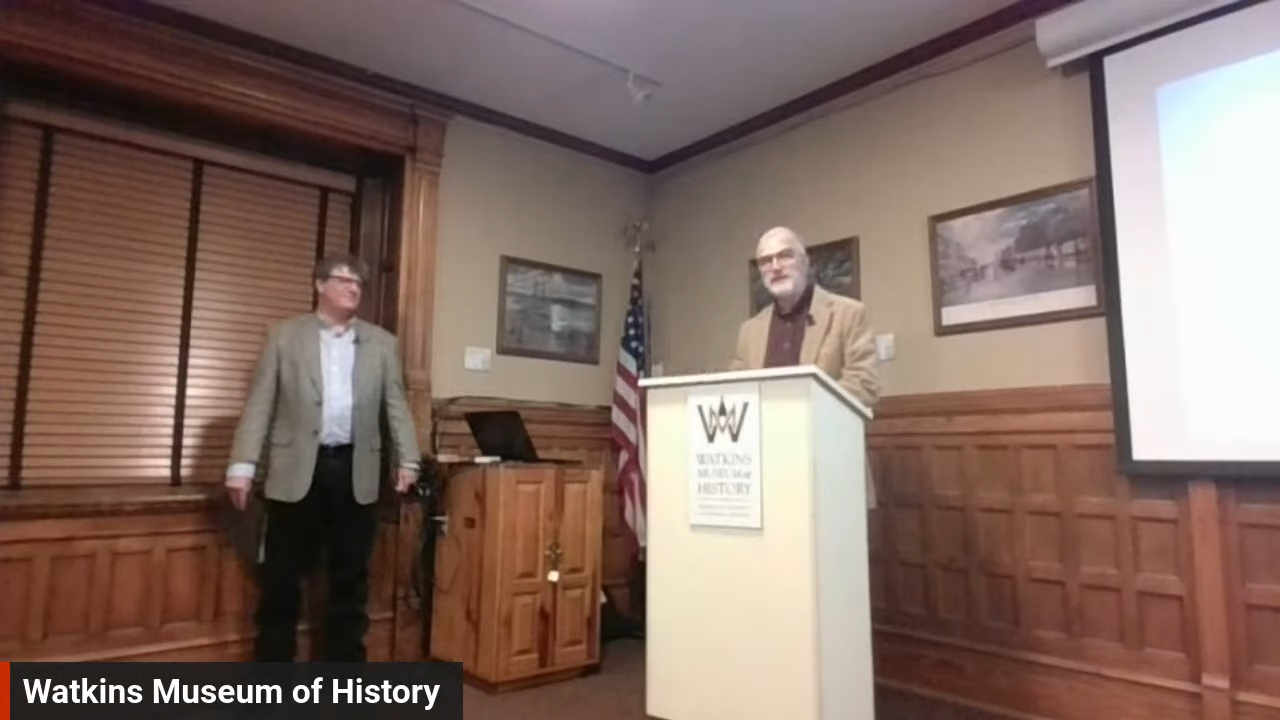 W
WATKINS
MUSEUM of
HISTORY
Watkins Museum of History